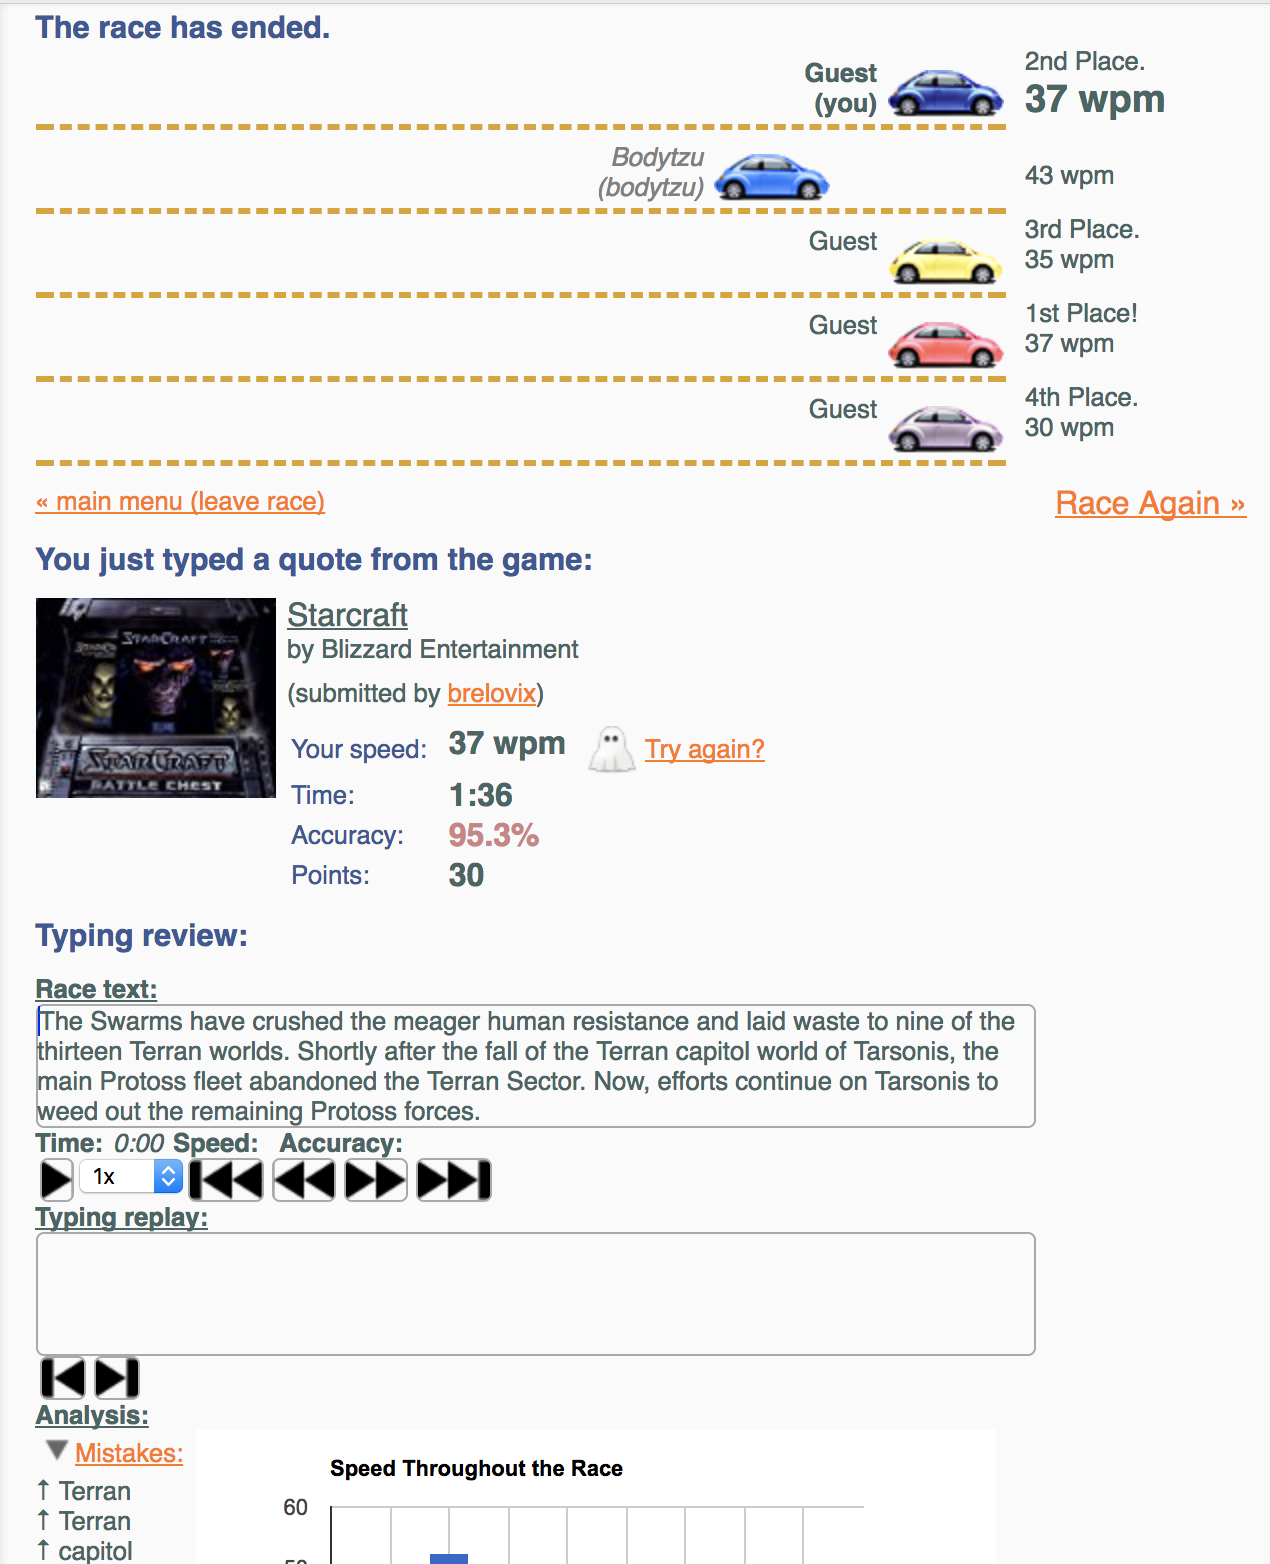 The race has ended.
Guest
(you)
2nd Place.
37 wpm
Bodytzu
(bodytzu)
43 wpm
Guest
3rd Place.
35 wpm
Guest
1st Place!
37 wpm
Guest
4th Place.
30 wpm
« main menu (leave race)
Race Again »
You just typed a quote from the game:
STARCRAFT
STARCRAFT
BATTLE CHEST
Starcraft
by Blizzard Entertainment
(submitted by brelovix)
Your speed: 37 wpm Try again?
Time: 1:36
Accuracy: 95.3%
Points: 30
Typing review:
Race text:
The Swarms have crushed the meager human resistance and laid waste to nine of the
thirteen Terran worlds. Shortly after the fall of the Terran capitol world of Tarsonis, the
main Protoss fleet abandoned the Terran Sector. Now, efforts continue on Tarsonis to
weed out the remaining Protoss forces.
Time: 0:00 Speed: Accuracy:
1x
Typing replay:
Analysis:
Mistakes:
↑ Terran
↑ Terran
↑ capitol
Speed Throughout the Race
60